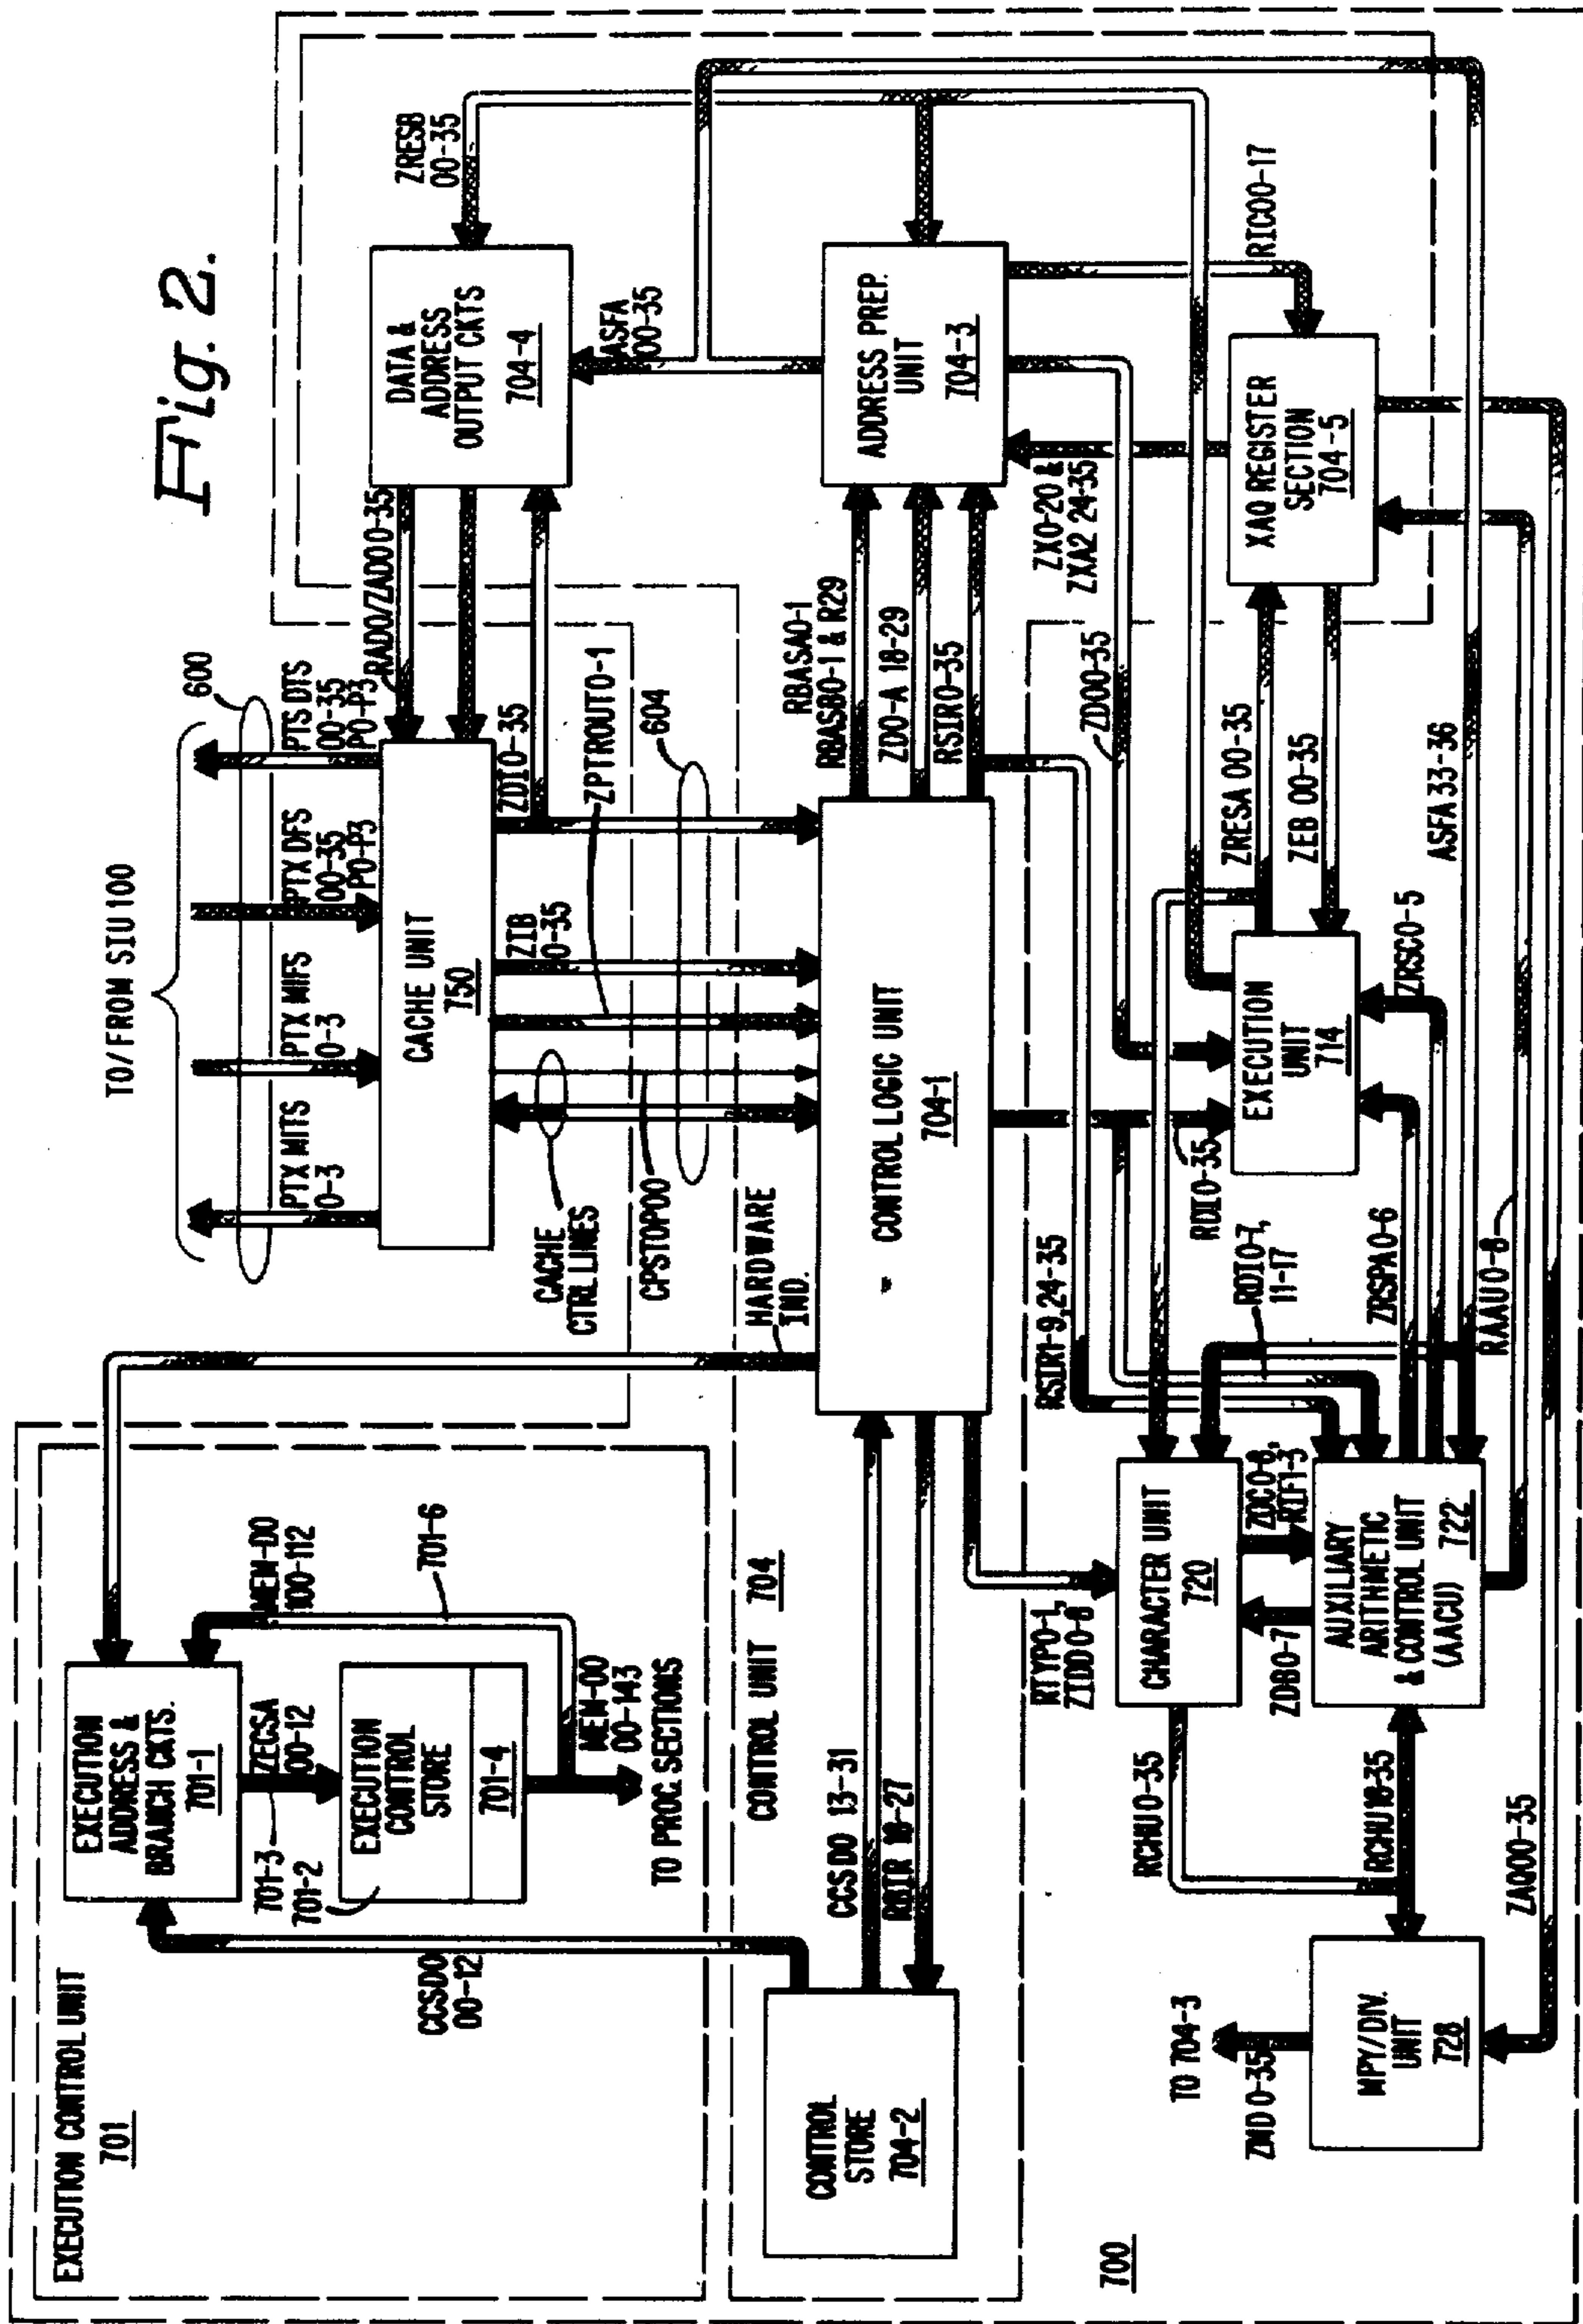 Fig. 2.
TO/FROM SIU 100
600
PTX MITS
0-3
PTX MIFS
0-3
PTX DFS
00-35
P0-P3
PTS DTS
00-35
P0-P3
RADO/ZADO 0-35
ZRESB
00-35
CACHE UNIT
750
DATA &
ADDRESS
OUTPUT CKTS
704-4
ASFA
00-35
ZDI0-35
ZIB
0-35
ZPTROUT0-1
604
CACHE
CTRL LINES
CPSTOP00
HARDWARE
IND.
EXECUTION CONTROL UNIT
701
EXECUTION
ADDRESS &
BRANCH CKTS.
701-1
ZECSA
00-12
701-3
701-2
EXECUTION
CONTROL
STORE
701-4
MEM-DO
100-112
701-6
MEM-DO
00-143
TO PROC SECTIONS
CCSDO
00-12
CONTROL UNIT
704
CONTROL
STORE
704-2
CCSDO 13-31
RBIR 18-27
CONTROL LOGIC UNIT
704-1
RBASA0-1
RBASB0-1 & R29
ZDO-A 18-29
RSIR0-35
ADDRESS PREP.
UNIT
704-3
RIC00-17
ZX0-20 &
ZXA2 24-35
ZDO0-35
XAQ REGISTER
SECTION
704-5
ZRESA 00-35
ZEB 00-35
EXECUTION
UNIT
714
RDI0-35
RSIR1-9,24-35
RDI0-7,
11-17
ZRSC0-5
ZRSPA0-6
ASFA 33-36
RAAU0-8
RTYP0-1,
ZIDD 0-8
CHARACTER UNIT
720
ZDB0-7
ZOC0-8,
RIF1-3
AUXILIARY
ARITHMETIC
& CONTROL UNIT
(AACU)
722
RCHU 0-35
RCHU 18-35
ZAQ00-35
MPY/DIV.
UNIT
728
TO 704-3
ZMD 0-35
700